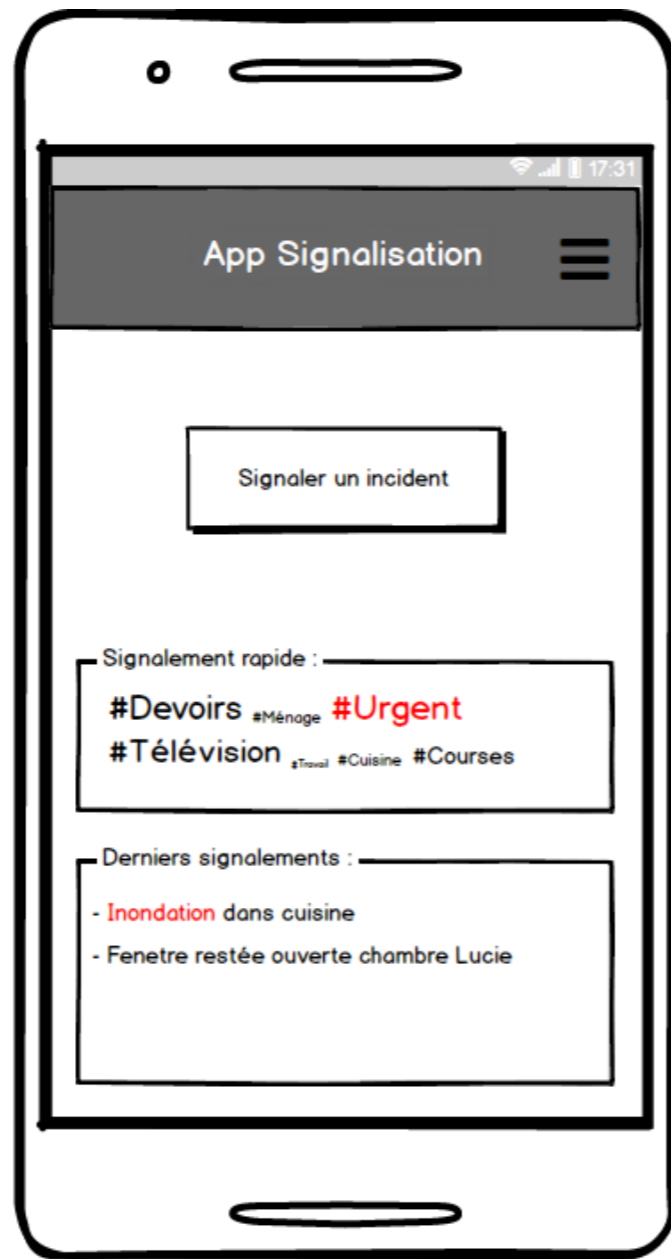 17:31
App Signalisation
Signaler un incident
Signalement rapide :
#Devoirs #Ménage #Urgent
#Télévision #Travail #Cuisine #Courses
Derniers signalements :
- Inondation dans cuisine
- Fenetre restée ouverte chambre Lucie